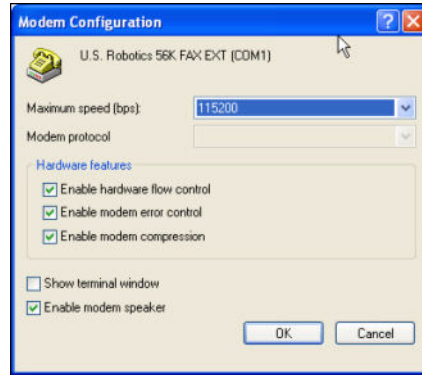 Modem Configuration
U.S. Robotics 56K FAX EXT (COM1)
Maximum speed (bps): 115200
Modem protocol
Hardware features
Enable hardware flow control
Enable modem error control
Enable modem compression
Show terminal window
Enable modem speaker
OK Cancel